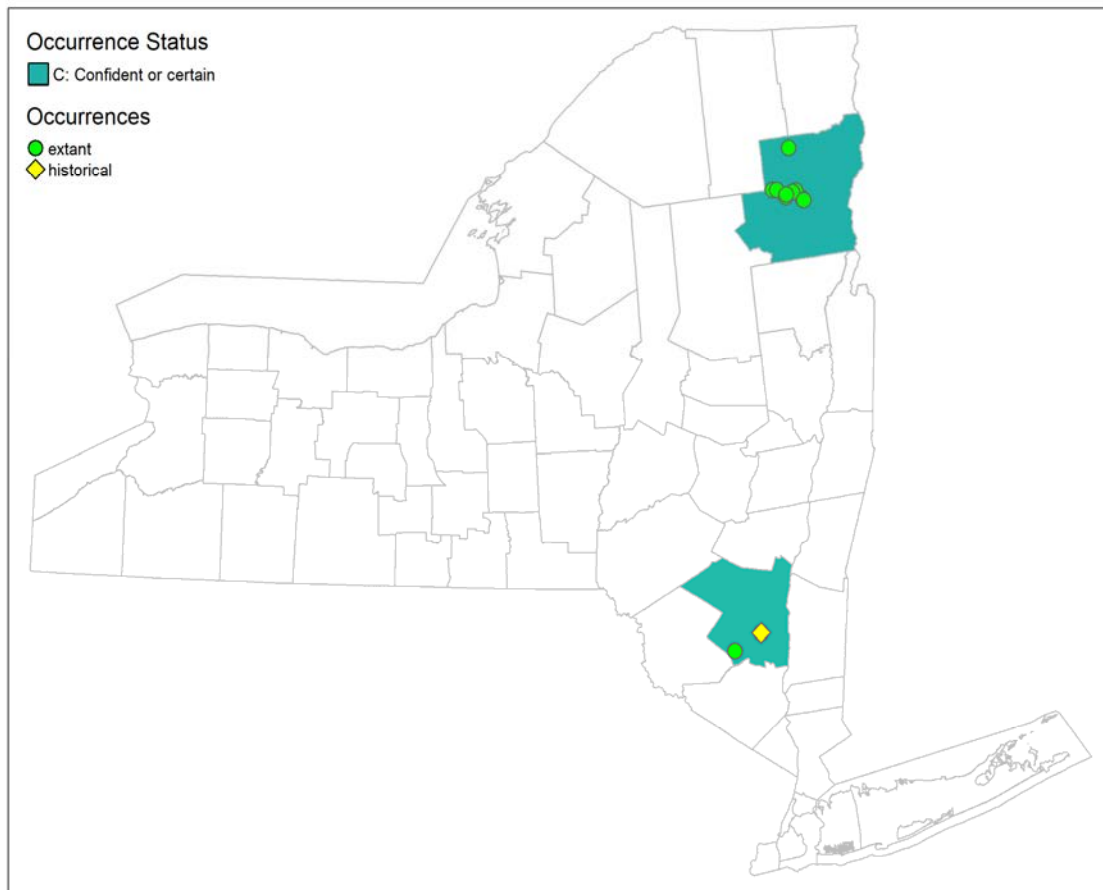 Occurrence Status
C: Confident or certain
Occurrences
extant
historical